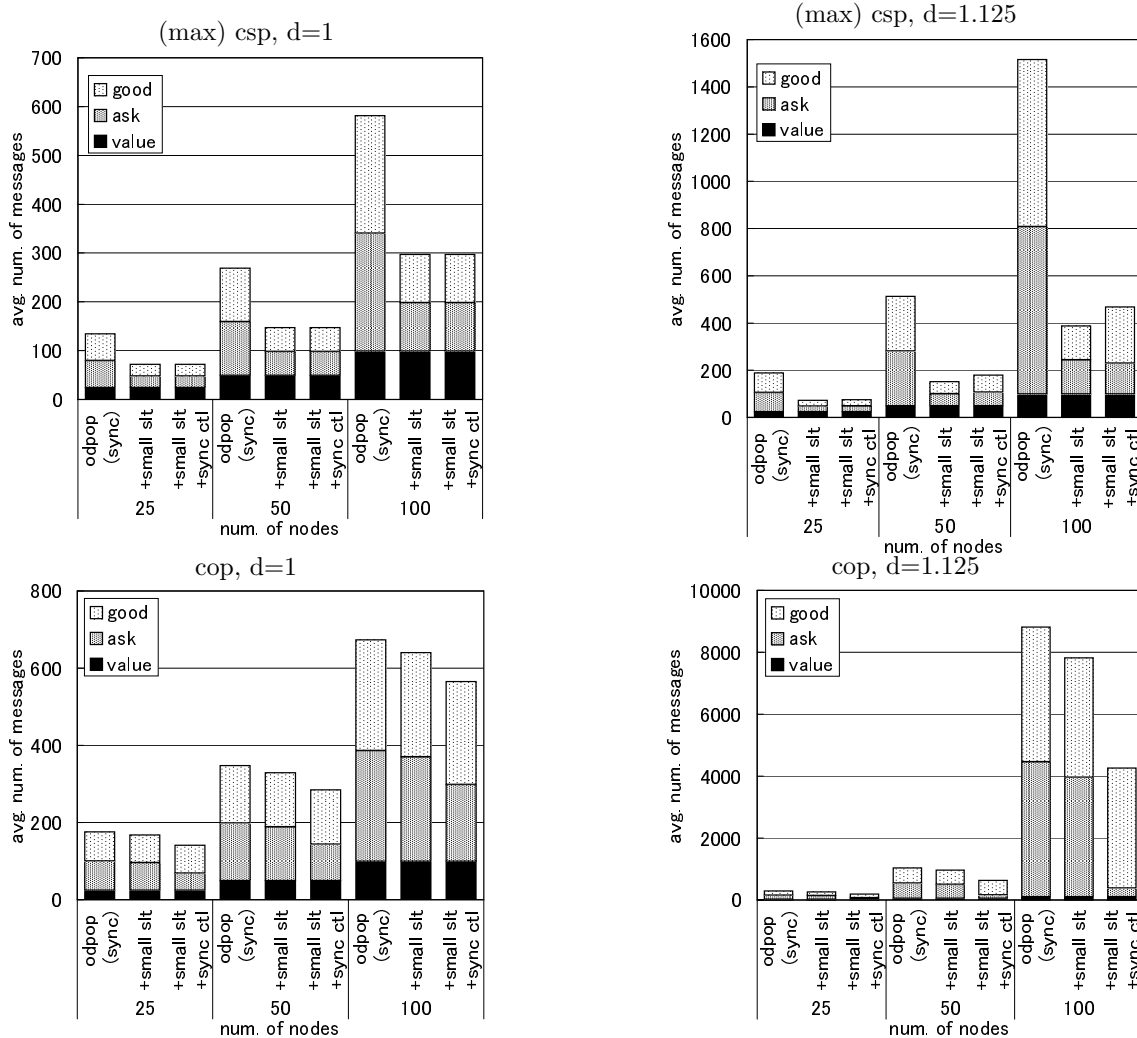 (max) csp, d=1
700
600
500
400
300
200
100
0
avg. num. of messages
good
ask
value
odpop
(sync)
+small slt
+small slt
+sync ctl
odpop
(sync)
+small slt
+small slt
+sync ctl
odpop
(sync)
+small slt
+small slt
+sync ctl
25
50
100
num. of nodes
(max) csp, d=1.125
1600
1400
1200
1000
800
600
400
200
0
avg. num. of messages
good
ask
value
odpop
(sync)
+small slt
+small slt
+sync ctl
odpop
(sync)
+small slt
+small slt
+sync ctl
odpop
(sync)
+small slt
+small slt
+sync ctl
25
50
100
num. of nodes
cop, d=1
800
600
400
200
0
avg. num. of messages
good
ask
value
odpop
(sync)
+small slt
+small slt
+sync ctl
odpop
(sync)
+small slt
+small slt
+sync ctl
odpop
(sync)
+small slt
+small slt
+sync ctl
25
50
100
num. of nodes
cop, d=1.125
10000
8000
6000
4000
2000
0
avg. num. of messages
good
ask
value
odpop
(sync)
+small slt
+small slt
+sync ctl
odpop
(sync)
+small slt
+small slt
+sync ctl
odpop
(sync)
+small slt
+small slt
+sync ctl
25
50
100
num. of nodes